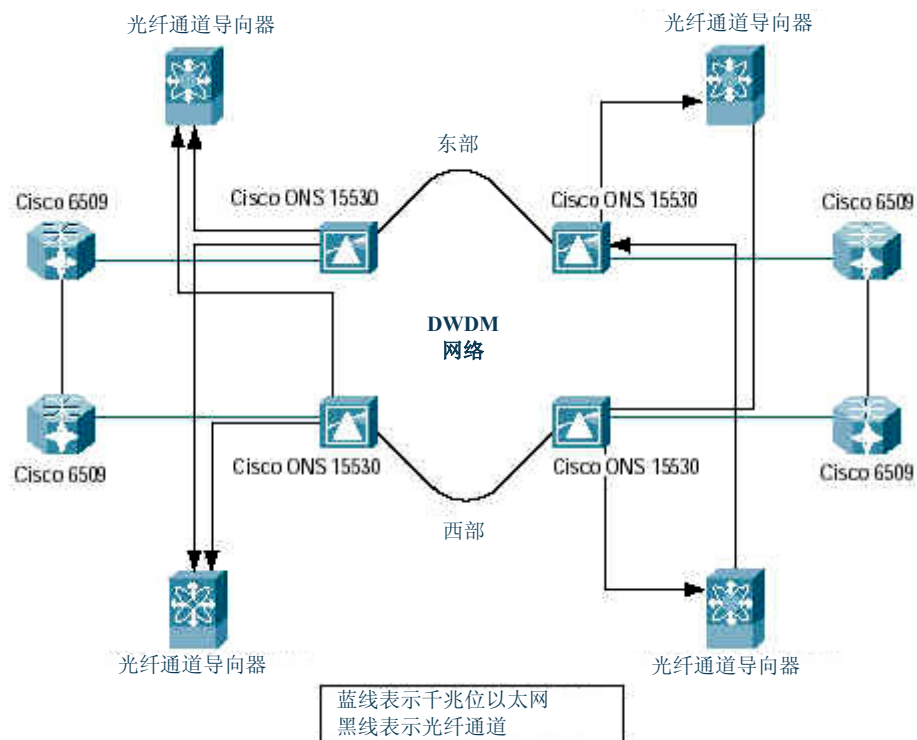 光纤通道导向器
光纤通道导向器
东部
Cisco 6509
Cisco ONS 15530
Cisco ONS 15530
Cisco 6509
DWDM
网络
Cisco 6509
Cisco ONS 15530
Cisco ONS 15530
Cisco 6509
西部
光纤通道导向器
光纤通道导向器
蓝线表示千兆位以太网
黑线表示光纤通道